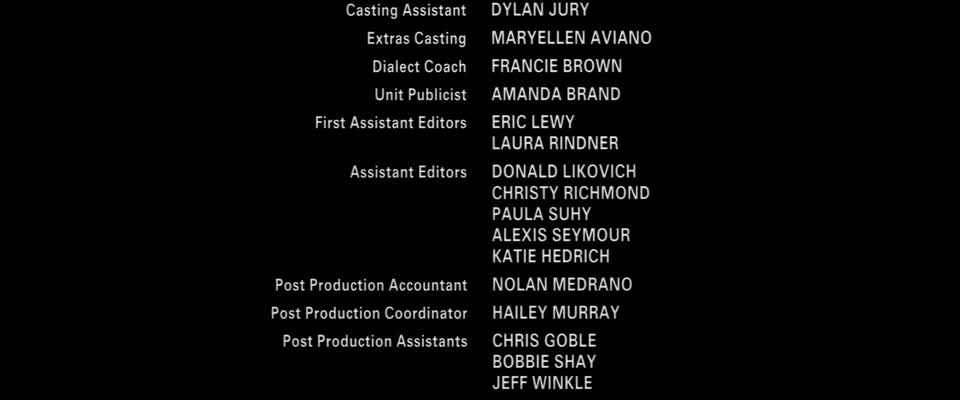 Casting Assistant DYLAN JURY
Extras Casting MARYELLEN AVIANO
Dialect Coach FRANCIE BROWN
Unit Publicist AMANDA BRAND
First Assistant Editors ERIC LEWY
LAURA RINDNER
Assistant Editors DONALD LIKOVICH
CHRISTY RICHMOND
PAULA SUHY
ALEXIS SEYMOUR
KATIE HEDRICH
Post Production Accountant NOLAN MEDRANO
Post Production Coordinator HAILEY MURRAY
Post Production Assistants CHRIS GOBLE
BOBBIE SHAY
JEFF WINKLE